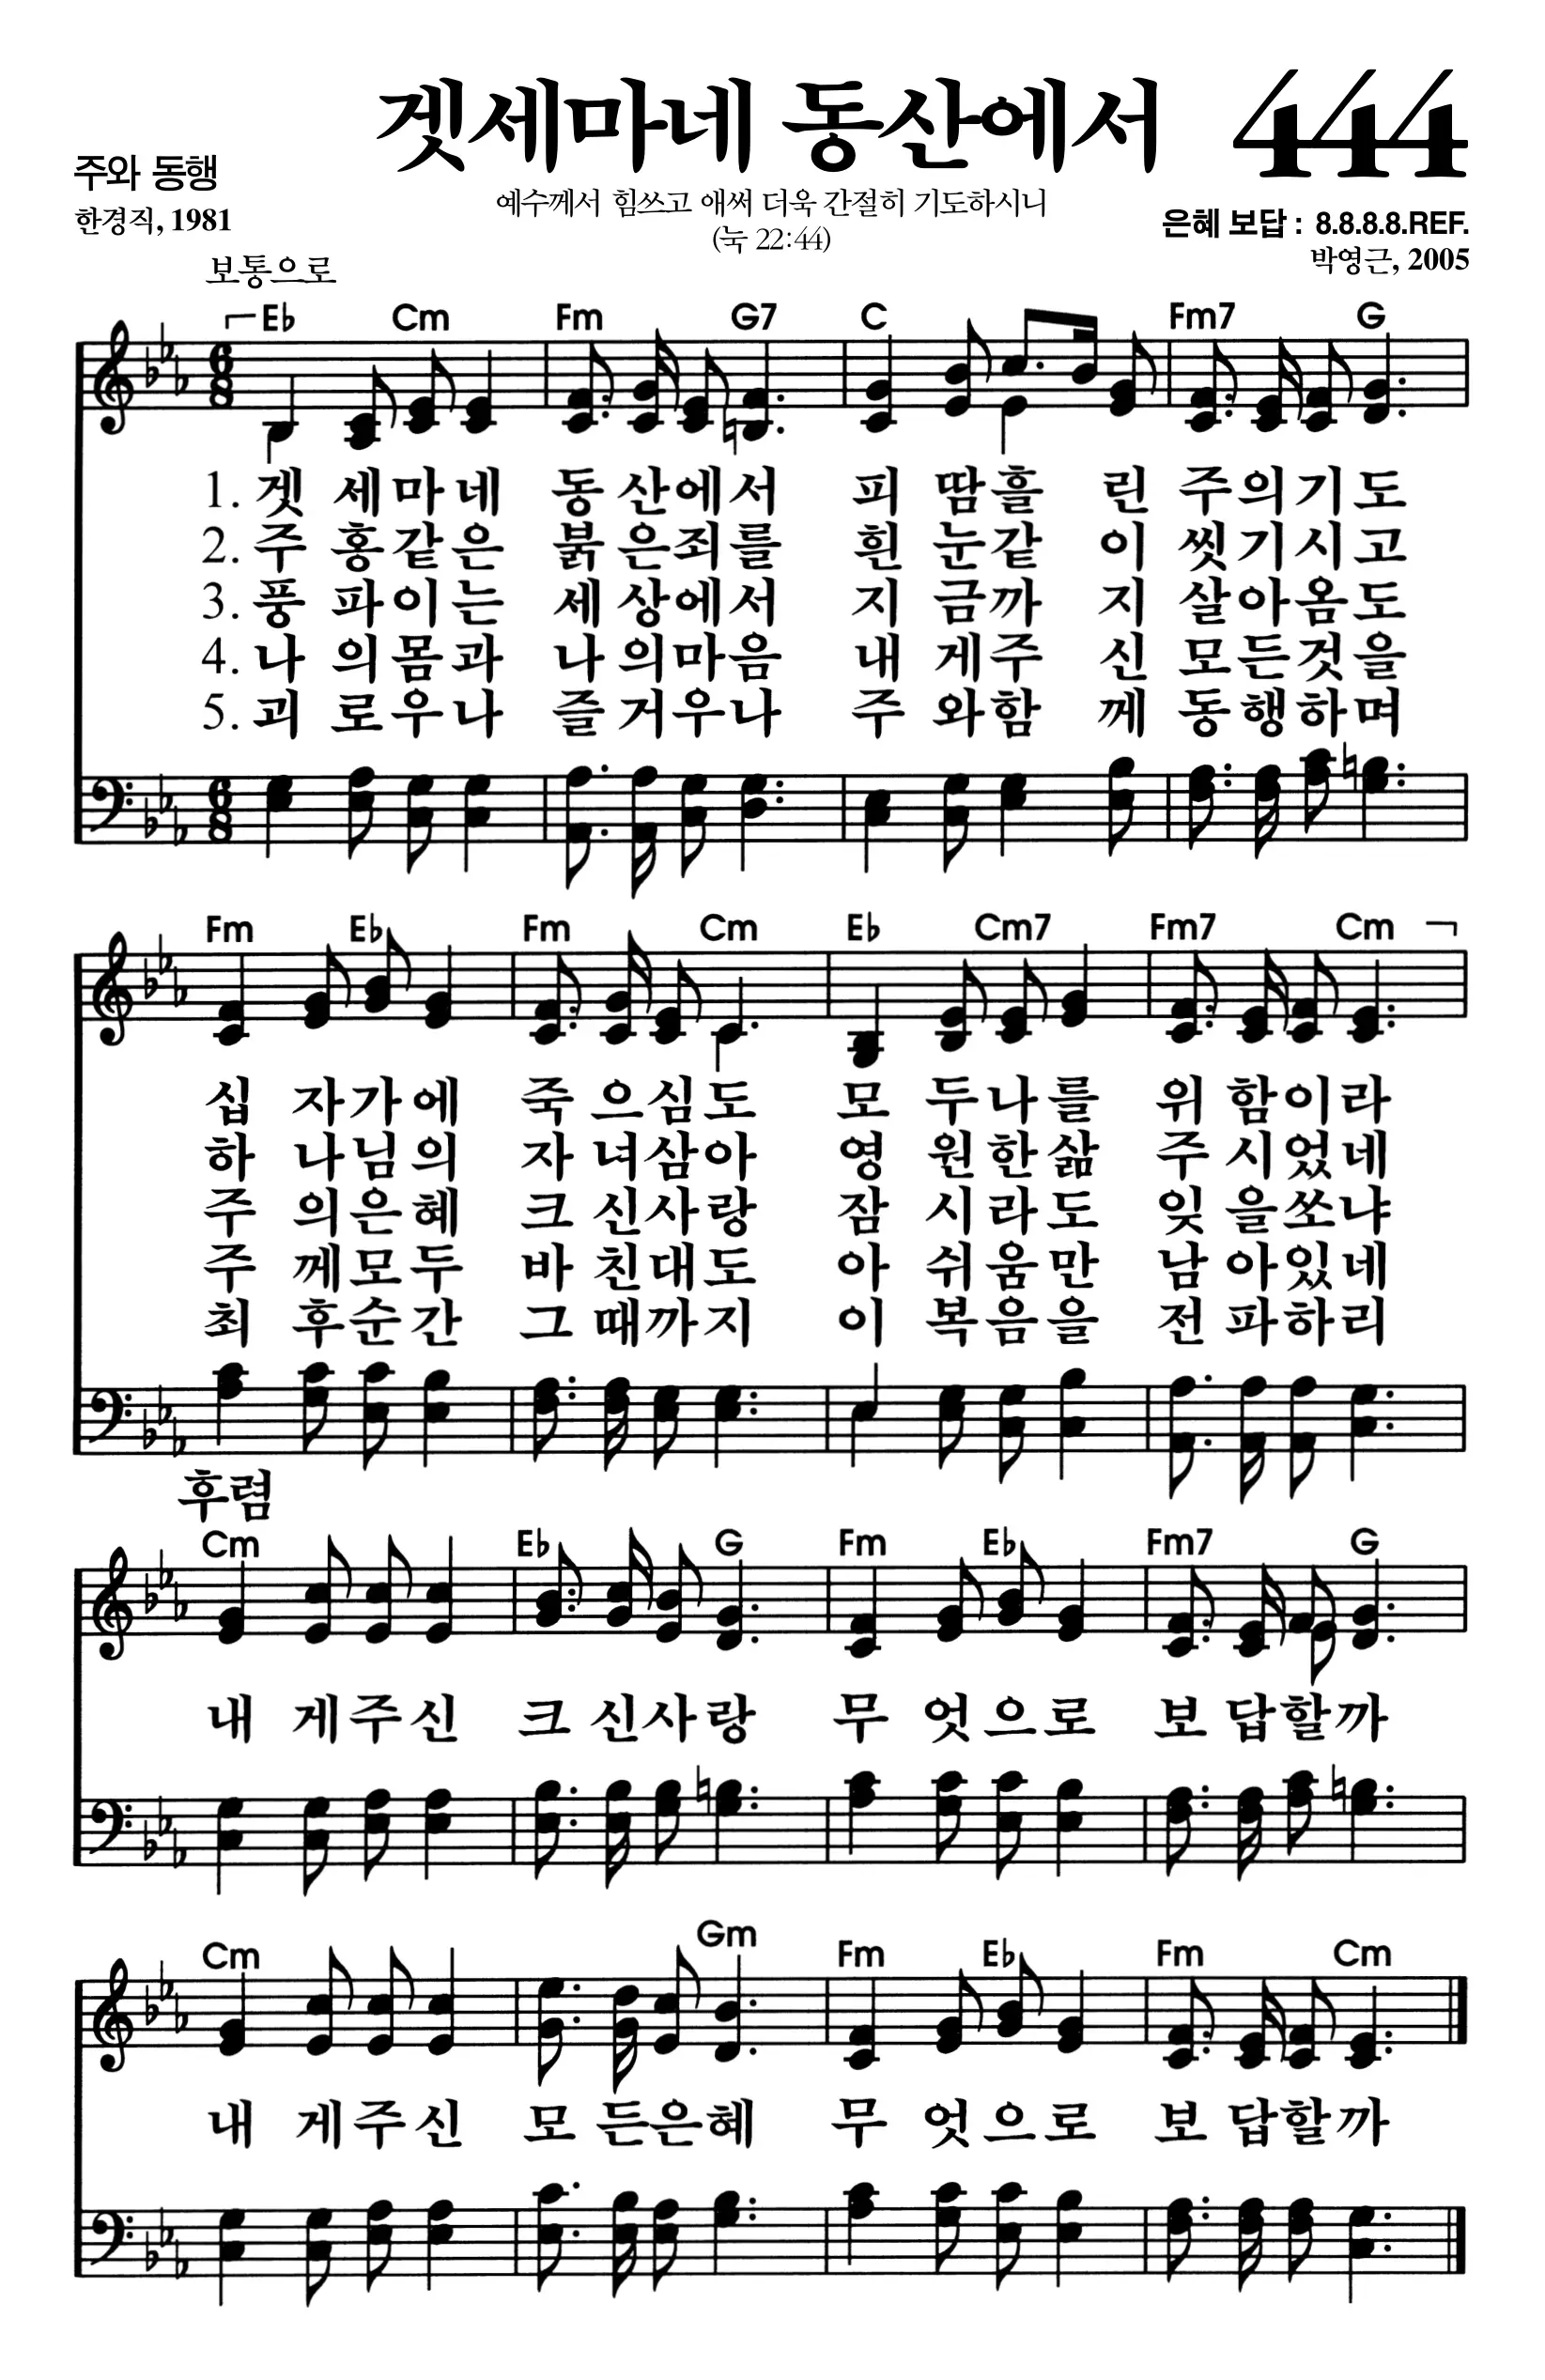 겟세마네 동산에서 444
주와 동행
예수께서 힘쓰고 애써 더욱 간절히 기도하시니
한경직, 1981
(눅 22:44)
은혜 보답 : 8.8.8.8.REF.
박영근, 2005
보통으로
E♭ Cm Fm G7 C Fm7 G
1. 겟 세마네 동 산에서 피 땀흘 린 주의기도
2. 주 홍같은 붉 은죄를 흰 눈같 이 씻기시고
3. 풍 파이는 세 상에서 지 금까 지 살아옴도
4. 나 의몸과 나 의마음 내 게주 신 모든것을
5. 괴 로우나 즐 거우나 주 와함 께 동행하며
Fm E♭ Fm Cm E♭ Cm7 Fm7 Cm
십 자가에 죽 으심도 모 두나를 위 함이라
하 나님의 자 녀삼아 영 원한삶 주 시었네
주 의은혜 크 신사랑 잠 시라도 잊 을쏘냐
주 께모두 바 친대도 아 쉬움만 남 아있네
최 후순간 그 때까지 이 복음을 전 파하리
후렴
Cm E♭ G Fm E♭ Fm7 G
내 게주신 크 신사랑 무 엇으로 보 답할까
Cm Gm Fm E♭ Fm Cm
내 게주신 모 든은혜 무 엇으로 보 답할까